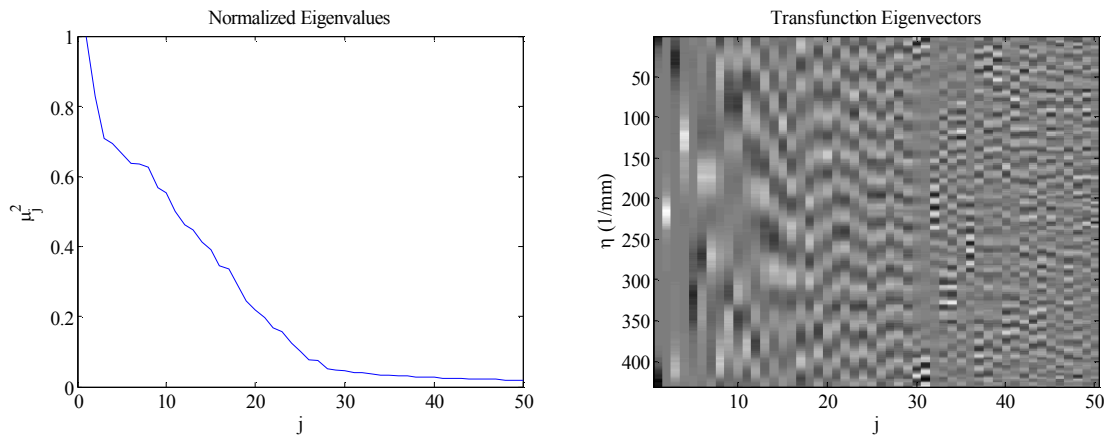 Normalized Eigenvalues
1
0.8
0.6
0.4
0.2
0
μ_j^2
0 10 20 30 40 50
j
Transfunction Eigenvectors
50
100
150
200
250
300
350
400
η (1/mm)
10 20 30 40 50
j